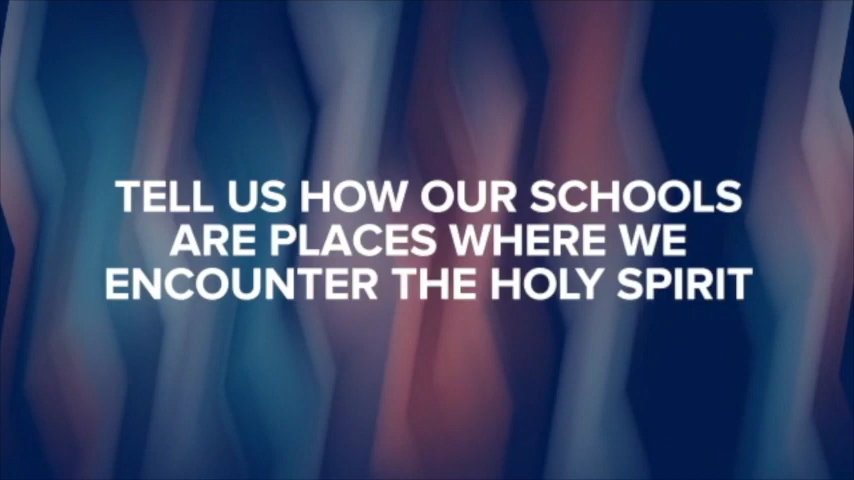 TELL US HOW OUR SCHOOLS
ARE PLACES WHERE WE
ENCOUNTER THE HOLY SPIRIT